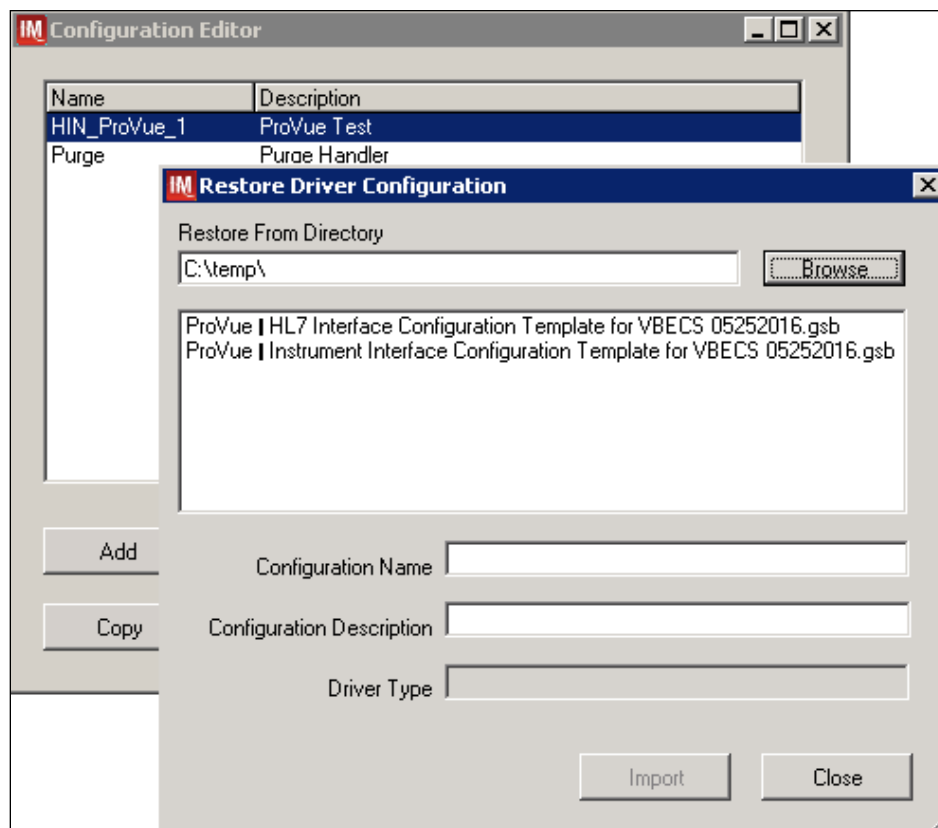 IM Configuration Editor
Name Description
HIN_ProVue_1 ProVue Test
Purge Purge Handler
IM Restore Driver Configuration
Restore From Directory
C:\temp\
Browse
ProVue | HL7 Interface Configuration Template for VBECS 05252016.gsb
ProVue | Instrument Interface Configuration Template for VBECS 05252016.gsb
Add
Configuration Name
Copy
Configuration Description
Driver Type
Import Close